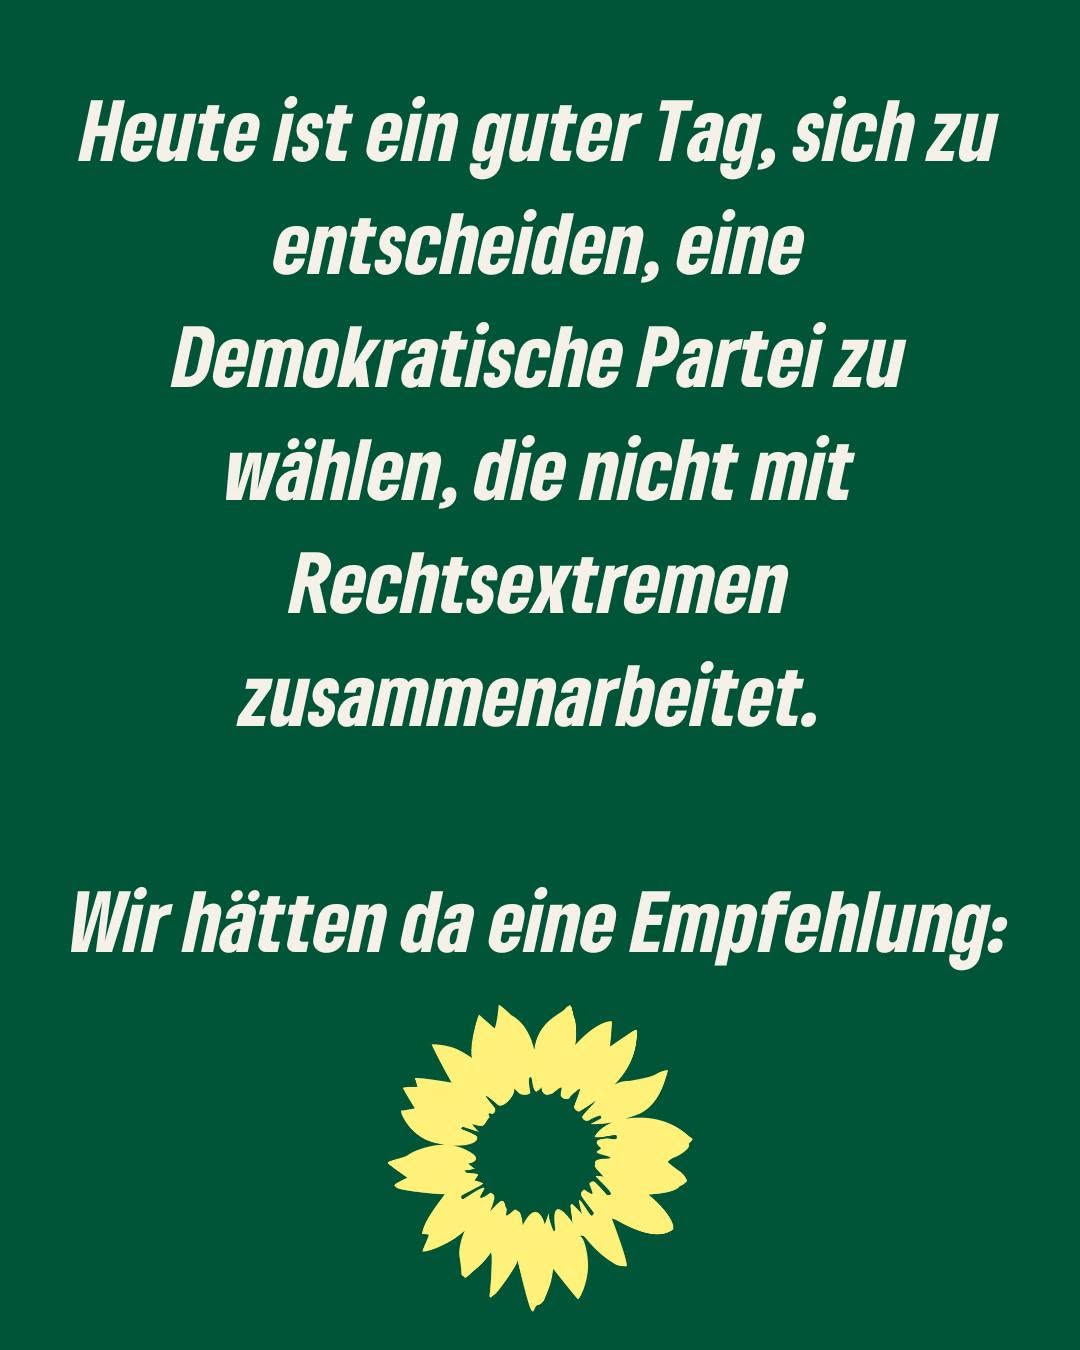 Heute ist ein guter Tag, sich zu
entscheiden, eine
Demokratische Partei zu
wählen, die nicht mit
Rechtsextremen
zusammenarbeitet.
Wir hätten da eine Empfehlung: